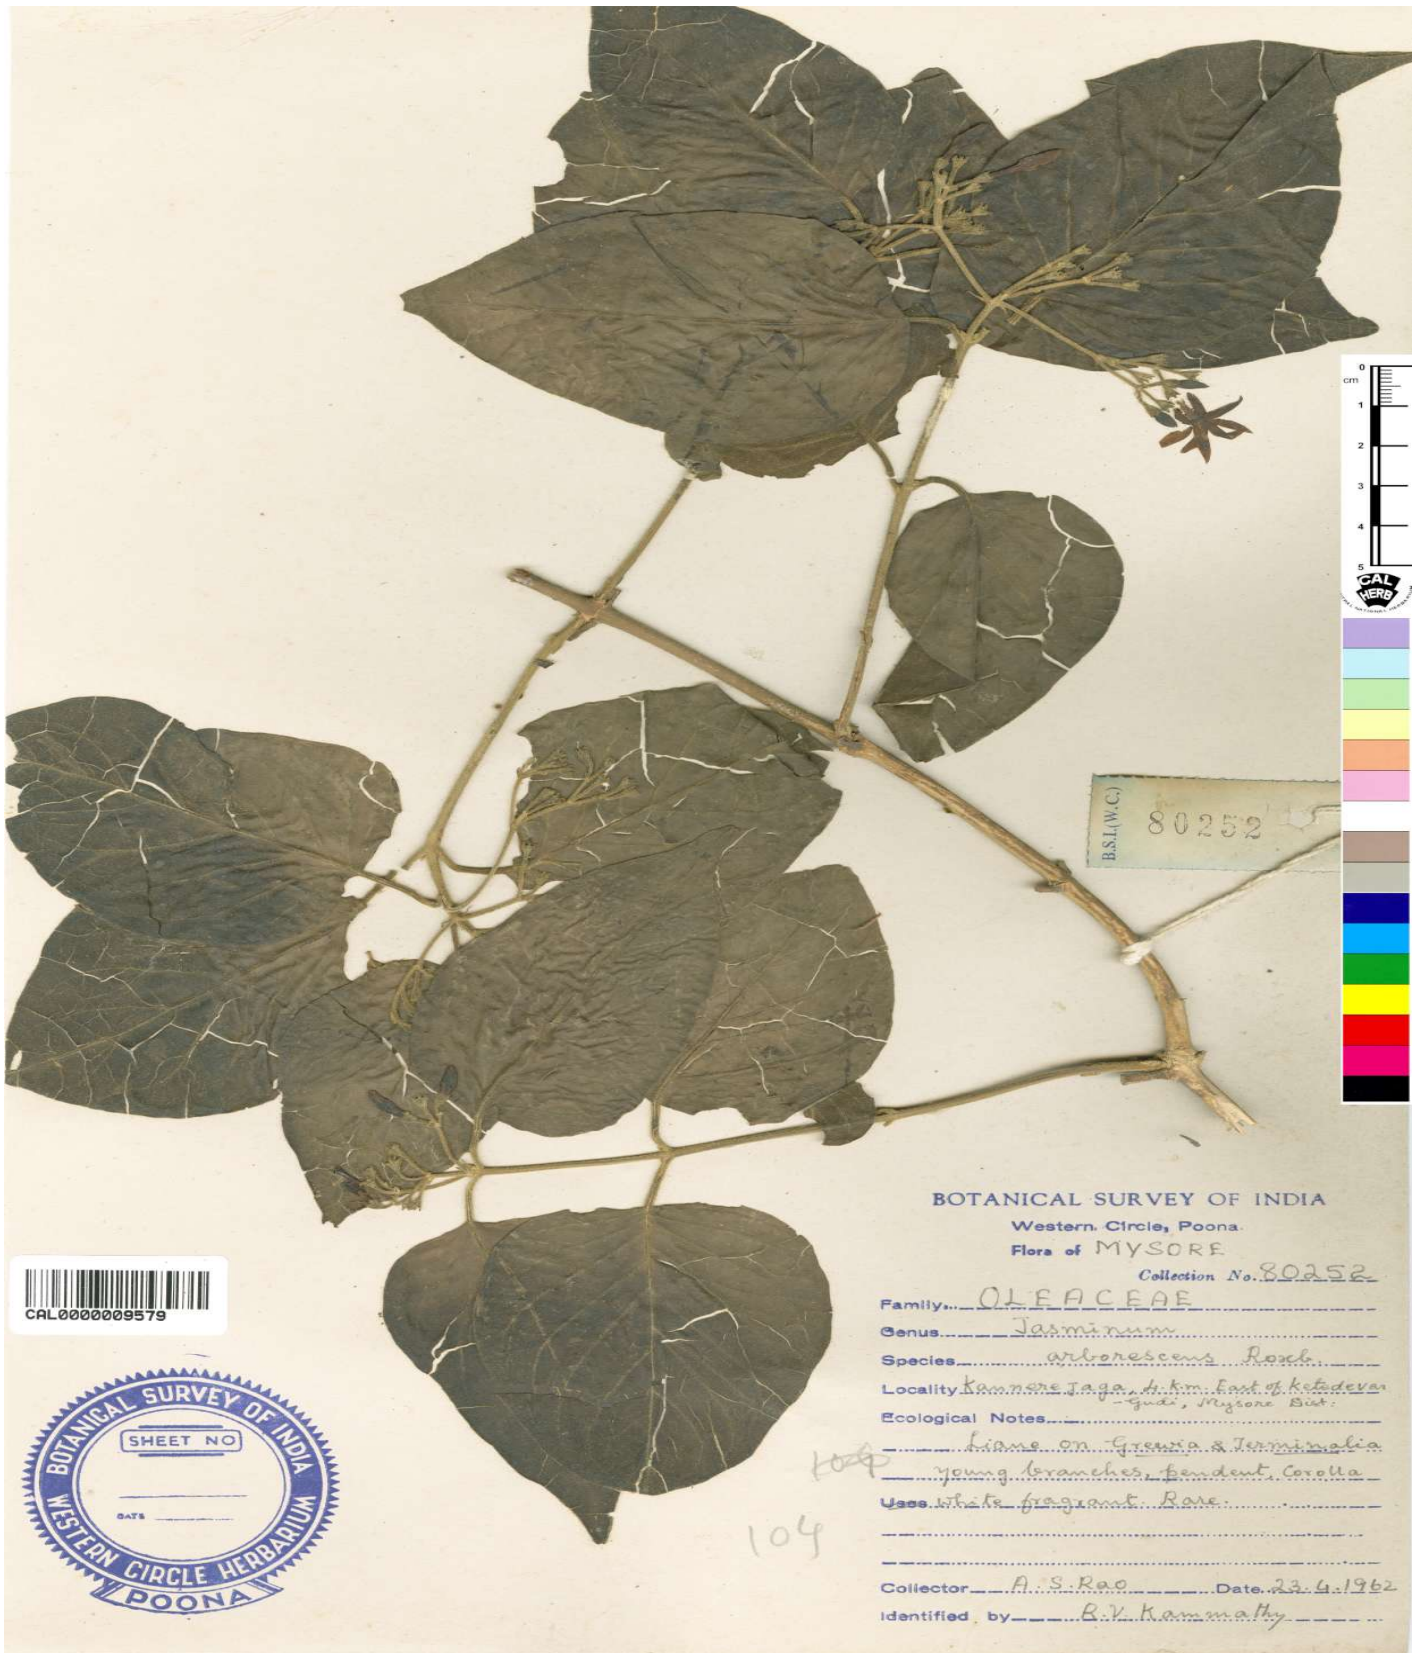 0
cm
1
2
3
4
5
CAL
HERB
B.S.I.(W.C.)
80252
BOTANICAL SURVEY OF INDIA
Western Circle, Poona.
Flora of MYSORE
Collection No. 80252
Family. OLEACEAE
Genus Jasminum
Species arborescens Roxb.
Locality Kannere Jaga, 4 km East of Ketedevar
-gudi, Mysore Dist:
Ecological Notes
Liane on Grewia & Terminalia
young branches, pendent, Corolla
Uses white fragrant. Rare.
104
Collector A.S. Rao Date 23.4.1962
Identified by R.V. Kammathy
CAL0000009579
BOTANICAL SURVEY OF INDIA
SHEET NO
DATE
WESTERN CIRCLE HERBARIUM
POONA